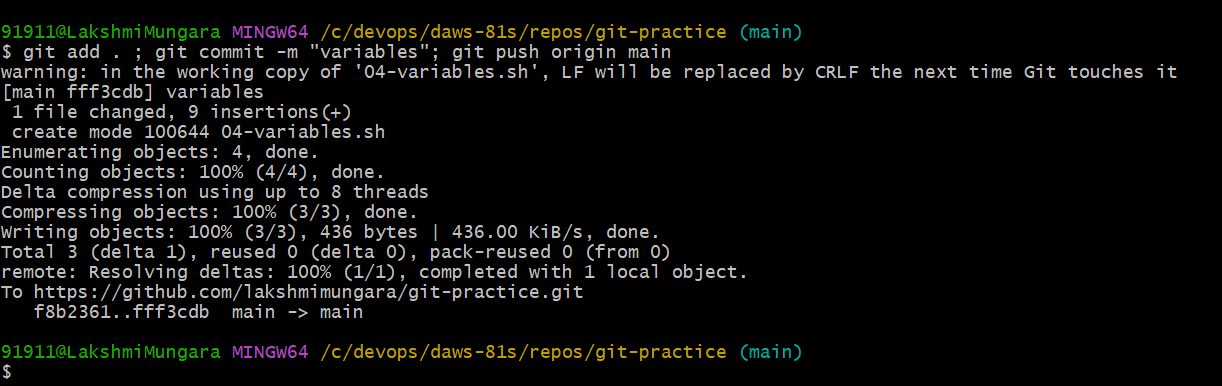 91911@LakshmiMungara MINGW64 /c/devops/daws-81s/repos/git-practice (main)
$ git add . ; git commit -m "variables"; git push origin main
warning: in the working copy of '04-variables.sh', LF will be replaced by CRLF the next time Git touches it
[main fff3cdb] variables
 1 file changed, 9 insertions(+)
 create mode 100644 04-variables.sh
Enumerating objects: 4, done.
Counting objects: 100% (4/4), done.
Delta compression using up to 8 threads
Compressing objects: 100% (3/3), done.
Writing objects: 100% (3/3), 436 bytes | 436.00 KiB/s, done.
Total 3 (delta 1), reused 0 (delta 0), pack-reused 0 (from 0)
remote: Resolving deltas: 100% (1/1), completed with 1 local object.
To https://github.com/lakshmimungara/git-practice.git
   f8b2361..fff3cdb  main -> main
91911@LakshmiMungara MINGW64 /c/devops/daws-81s/repos/git-practice (main)
$